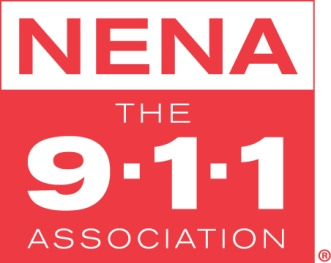 NENA
THE
9·1·1
ASSOCIATION
®